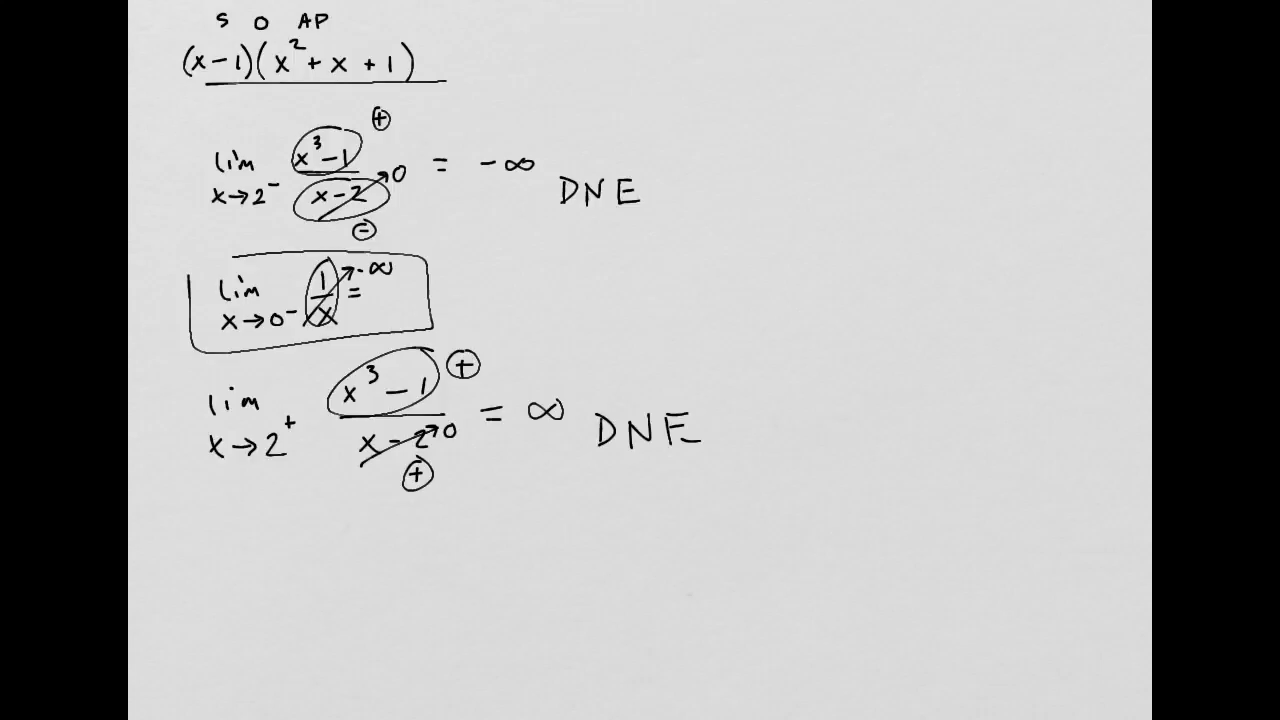 S O AP
(x-1)(x² + x + 1)
lim x→2⁻ (x³-1)/(x-2) = -∞ DNE
⊕ →0 ⊖
lim x→0⁻ 1/x = →-∞
lim x→2⁺ (x³-1)/(x-2) = ∞ DNE
⊕ →0 ⊕